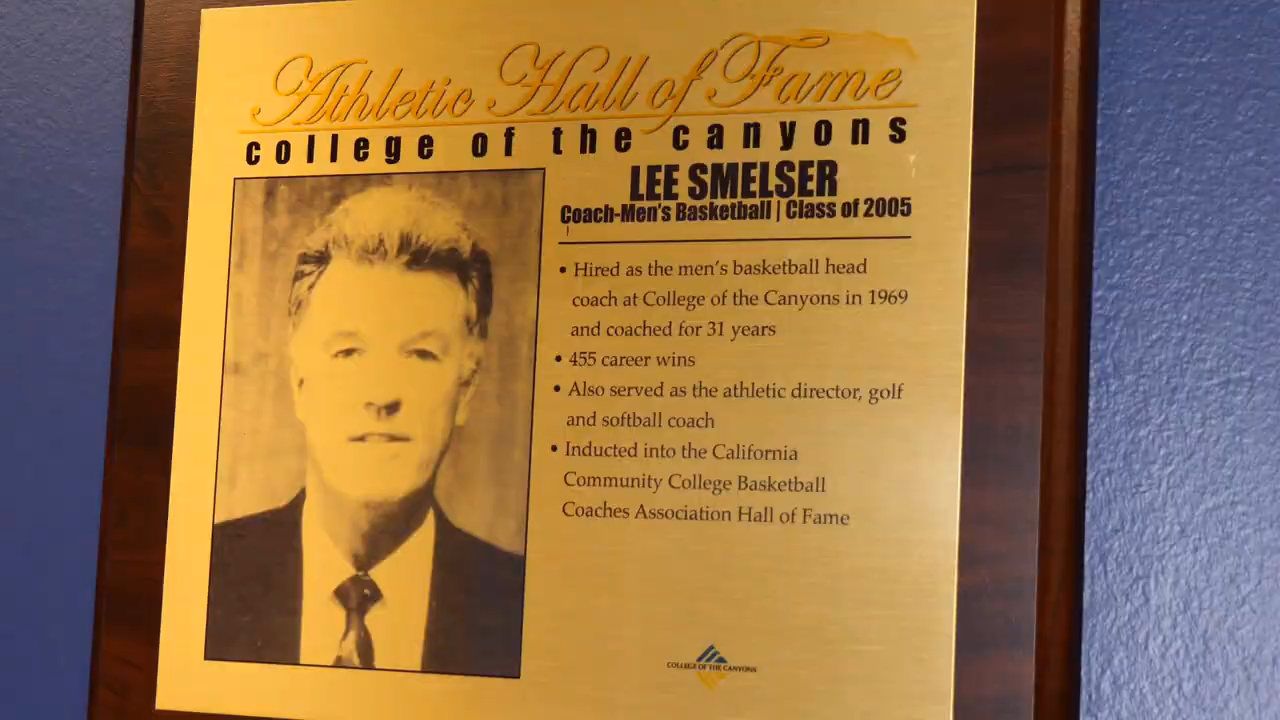 Athletic Hall of Fame
college of the canyons
LEE SMELSER
Coach-Men's Basketball | Class of 2005
• Hired as the men's basketball head
coach at College of the Canyons in 1969
and coached for 31 years
• 455 career wins
• Also served as the athletic director, golf
and softball coach
• Inducted into the California
Community College Basketball
Coaches Association Hall of Fame
COLLEGE OF THE CANYONS